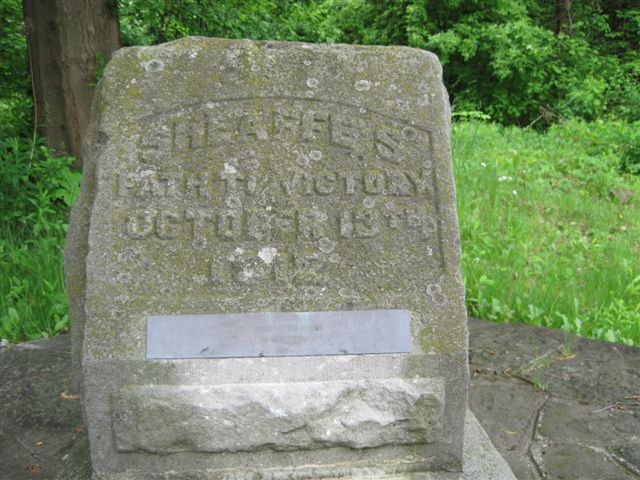 SHEAFFE'S
PATH TO VICTORY
OCTOBER 13TH
1812